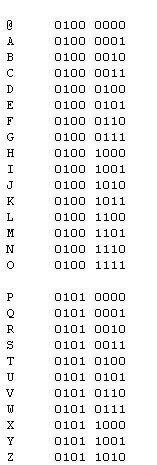 @ 0100 0000
A 0100 0001
B 0100 0010
C 0100 0011
D 0100 0100
E 0100 0101
F 0100 0110
G 0100 0111
H 0100 1000
I 0100 1001
J 0100 1010
K 0100 1011
L 0100 1100
M 0100 1101
N 0100 1110
O 0100 1111
P 0101 0000
Q 0101 0001
R 0101 0010
S 0101 0011
T 0101 0100
U 0101 0101
V 0101 0110
W 0101 0111
X 0101 1000
Y 0101 1001
Z 0101 1010